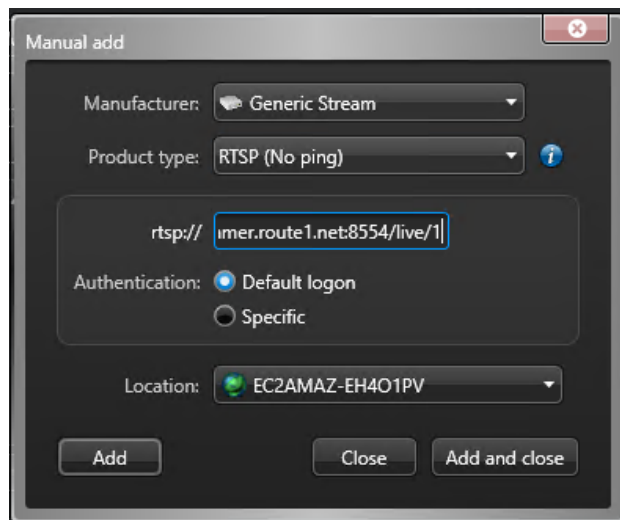 Manual add
Manufacturer: Generic Stream
Product type: RTSP (No ping)
rtsp:// amer.route1.net:8554/live/1
Authentication: Default logon
Specific
Location: EC2AMAZ-EH4O1PV
Add Close Add and close